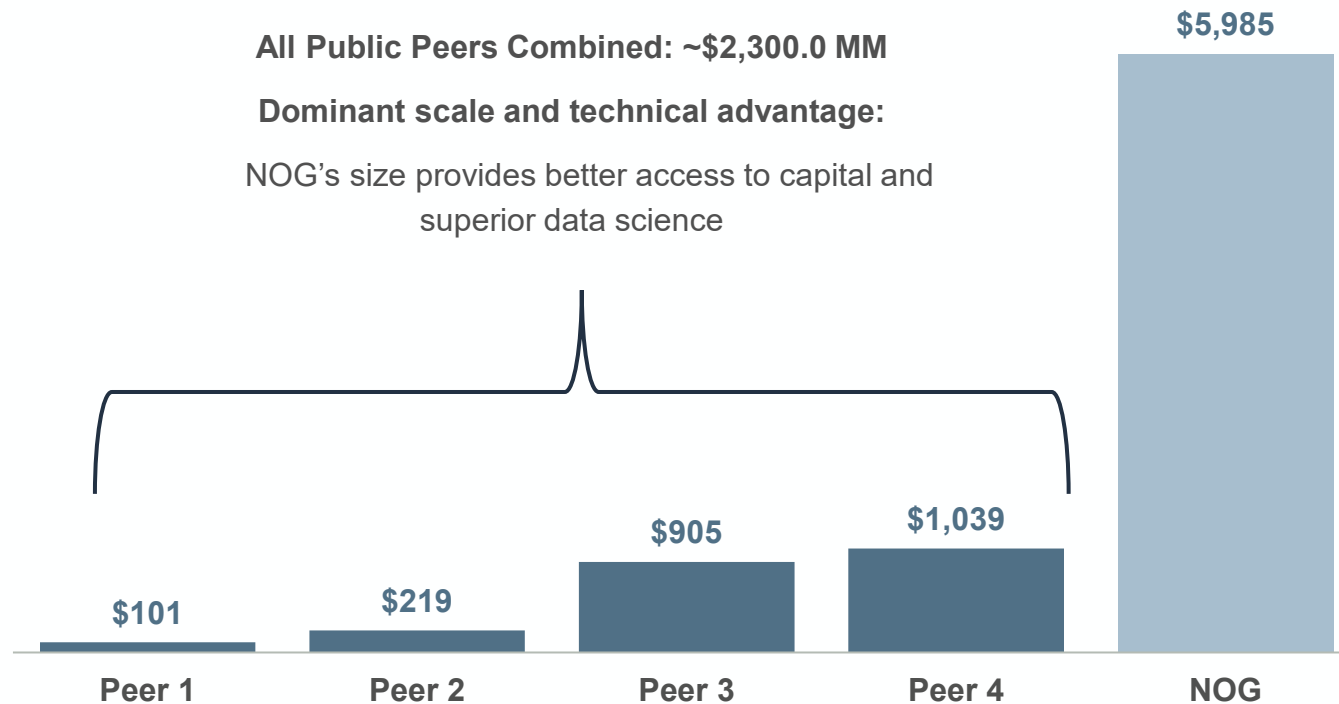 $5,985
All Public Peers Combined: ~$2,300.0 MM
Dominant scale and technical advantage:
NOG’s size provides better access to capital and
superior data science
$101
$219
$905
$1,039
Peer 1
Peer 2
Peer 3
Peer 4
NOG